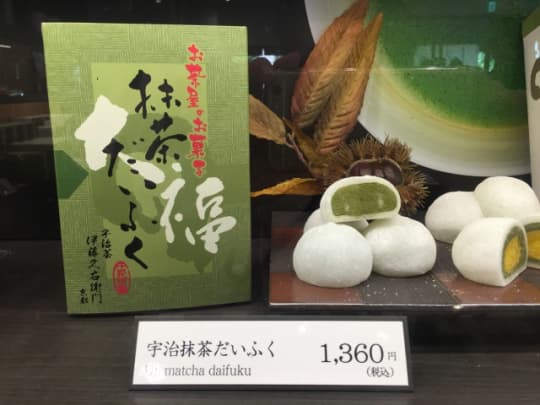 お茶屋のお菓子
抹茶
だいふく
福
宇治茶
伊藤久右衛門
宇治抹茶だいふく
1,360円
(税込)
matcha daifuku